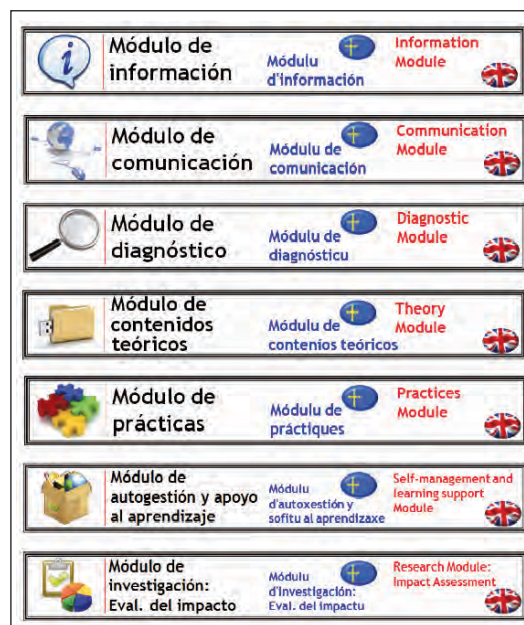 Módulo de
información
Módulu
d'información
Information
Module
Módulo de
comunicación
Módulu de
comunicación
Communication
Module
Módulo de
diagnóstico
Módulu de
diagnósticu
Diagnostic
Module
Módulo de
contenidos
teóricos
Módulu de
contenios teóricos
Theory
Module
Módulo de
prácticas
Módulu de
práctiques
Practices
Module
Módulo de
autogestión y apoyo
al aprendizaje
Módulu
d'autoxestión y
sofitu al aprendizaxe
Self-management and
learning support
Module
Módulo de
investigación:
Eval. del impacto
Módulu
d'investigación:
Eval. del impactu
Research Module:
Impact Assessment